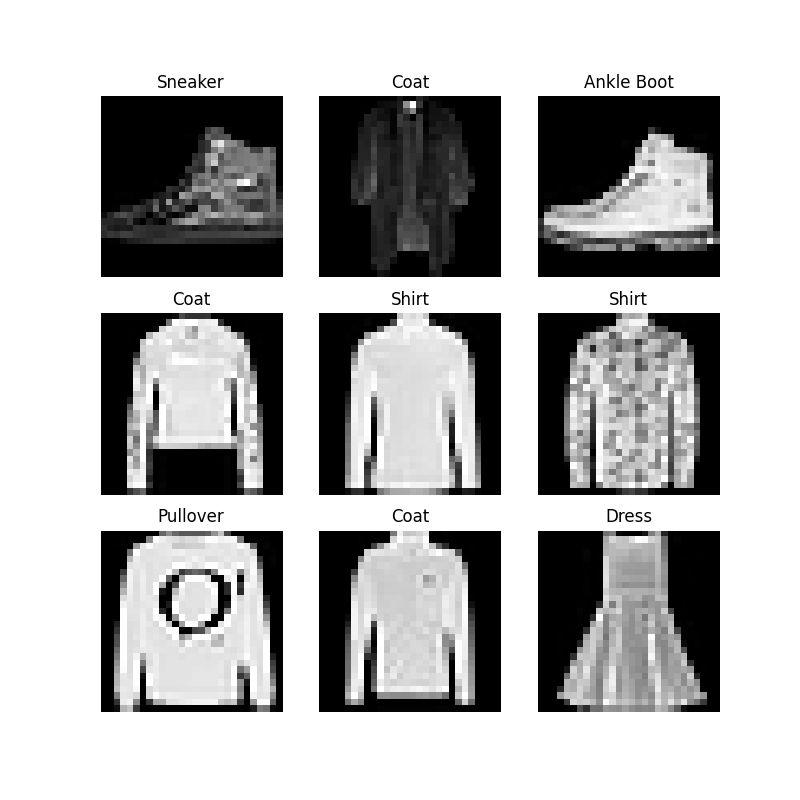 Sneaker
Coat
Ankle Boot
Coat
Shirt
Shirt
Pullover
Coat
Dress